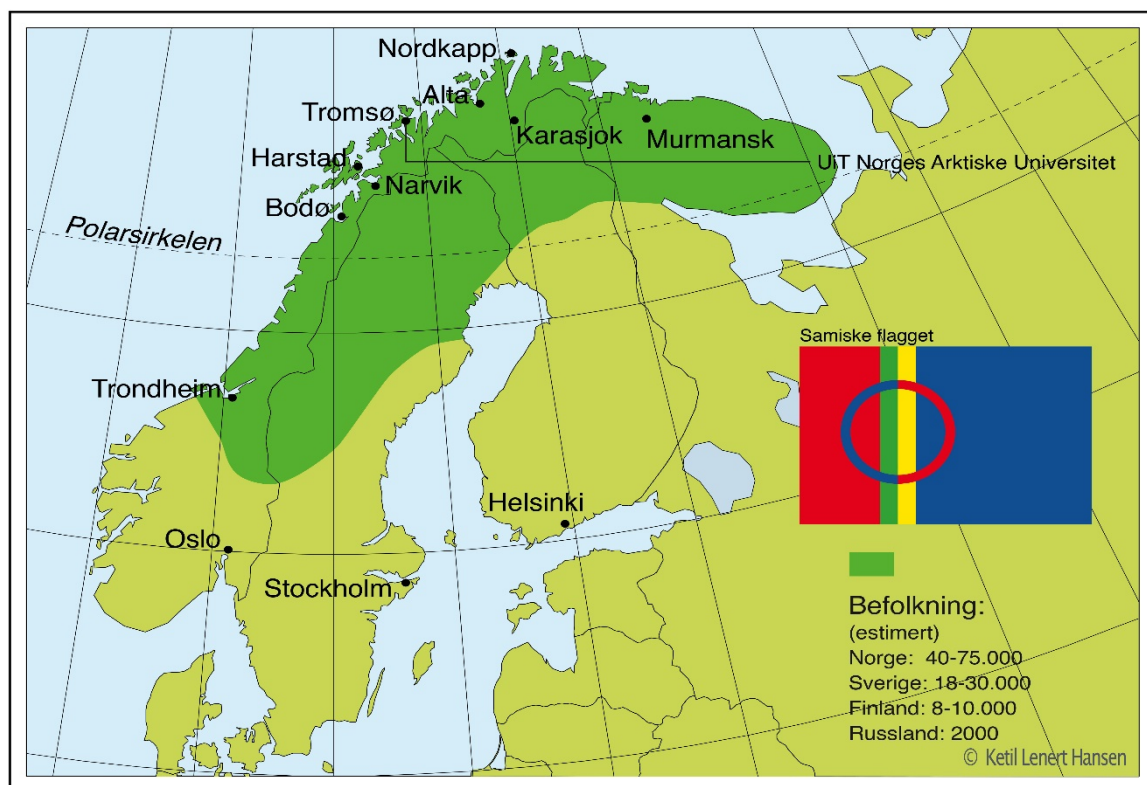 Nordkapp
Alta
Tromsø
Karasjok
Murmansk
Harstad
UiT Norges Arktiske Universitet
Narvik
Bodø
Polarsirkelen
Samiske flagget
Trondheim
Helsinki
Oslo
Stockholm
Befolkning:
(estimert)
Norge: 40-75.000
Sverige: 18-30.000
Finland: 8-10.000
Russland: 2000
© Ketil Lenert Hansen